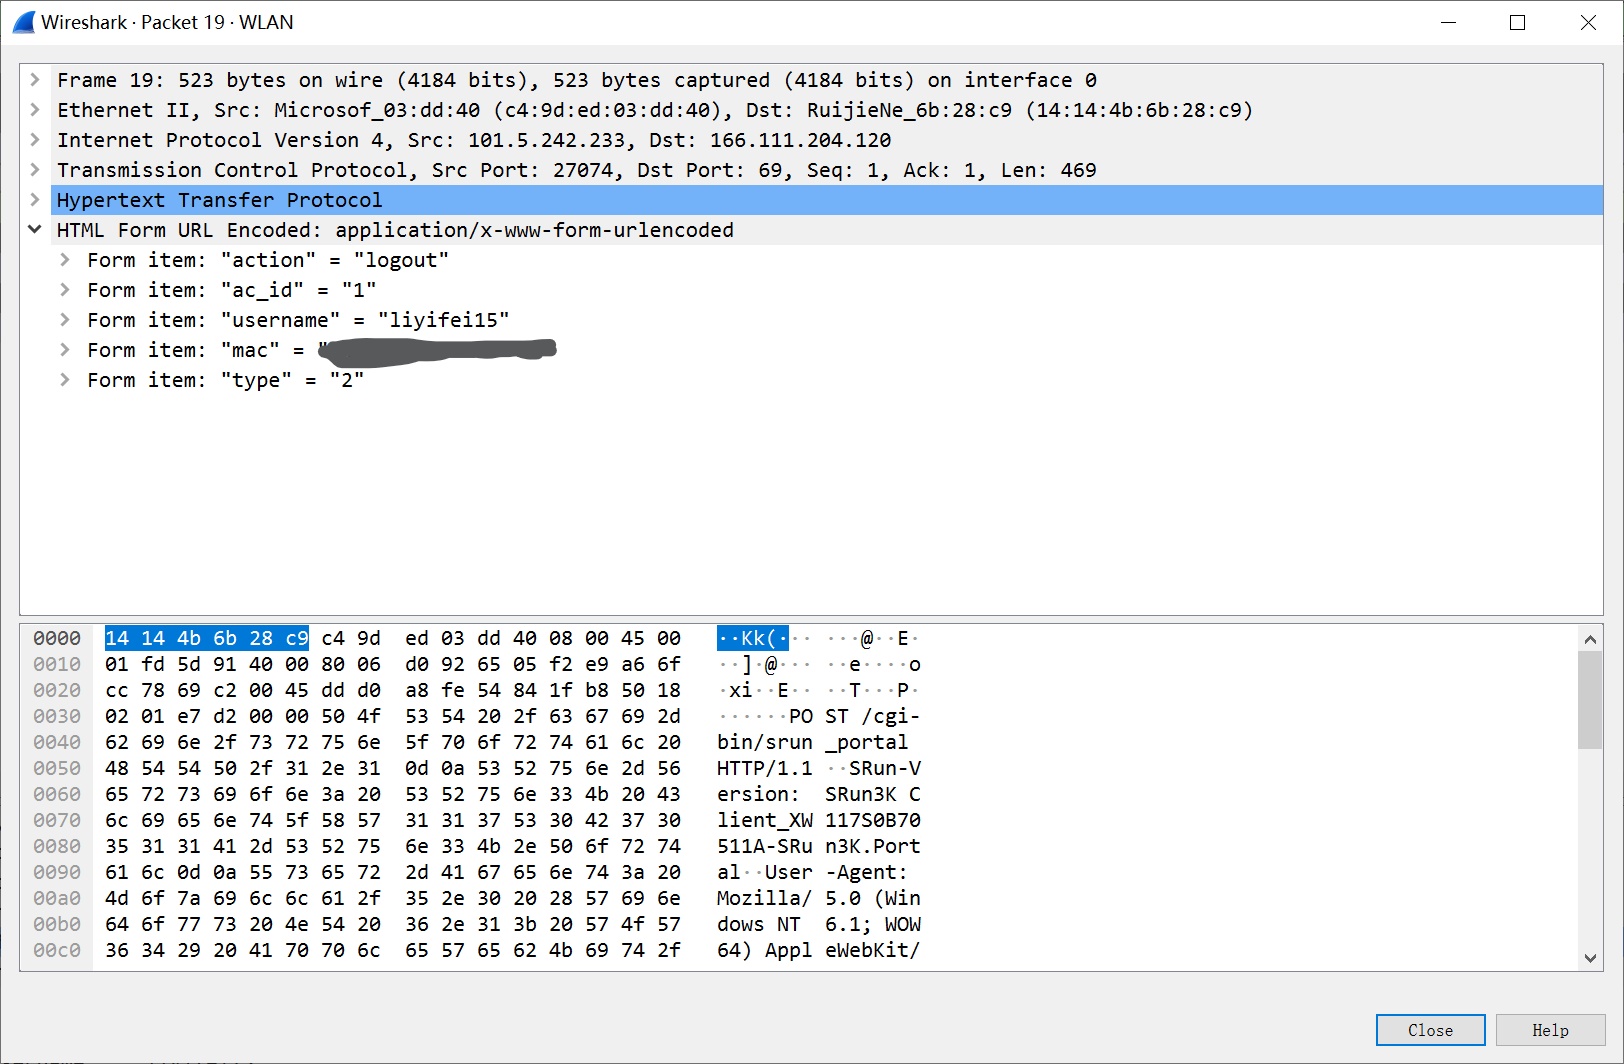 Wireshark · Packet 19 · WLAN
Frame 19: 523 bytes on wire (4184 bits), 523 bytes captured (4184 bits) on interface 0
Ethernet II, Src: Microsof_03:dd:40 (c4:9d:ed:03:dd:40), Dst: RuijieNe_6b:28:c9 (14:14:4b:6b:28:c9)
Internet Protocol Version 4, Src: 101.5.242.233, Dst: 166.111.204.120
Transmission Control Protocol, Src Port: 27074, Dst Port: 69, Seq: 1, Ack: 1, Len: 469
Hypertext Transfer Protocol
HTML Form URL Encoded: application/x-www-form-urlencoded
Form item: "action" = "logout"
Form item: "ac_id" = "1"
Form item: "username" = "liyifei15"
Form item: "mac" = "
Form item: "type" = "2"
0000 14 14 4b 6b 28 c9 c4 9d ed 03 dd 40 08 00 45 00 ··Kk(··· ···@··E·
0010 01 fd 5d 91 40 00 80 06 d0 92 65 05 f2 e9 a6 6f ··]·@··· ··e····o
0020 cc 78 69 c2 00 45 dd d0 a8 fe 54 84 1f b8 50 18 ·xi··E·· ··T···P·
0030 02 01 e7 d2 00 00 50 4f 53 54 20 2f 63 67 69 2d ······PO ST /cgi-
0040 62 69 6e 2f 73 72 75 6e 5f 70 6f 72 74 61 6c 20 bin/srun _portal
0050 48 54 54 50 2f 31 2e 31 0d 0a 53 52 75 6e 2d 56 HTTP/1.1 ··SRun-V
0060 65 72 73 69 6f 6e 3a 20 53 52 75 6e 33 4b 20 43 ersion: SRun3K C
0070 6c 69 65 6e 74 5f 58 57 31 31 37 53 30 42 37 30 lient_XW 117S0B70
0080 35 31 31 41 2d 53 52 75 6e 33 4b 2e 50 6f 72 74 511A-SRu n3K.Port
0090 61 6c 0d 0a 55 73 65 72 2d 41 67 65 6e 74 3a 20 al··User -Agent:
00a0 4d 6f 7a 69 6c 6c 61 2f 35 2e 30 20 28 57 69 6e Mozilla/ 5.0 (Win
00b0 64 6f 77 73 20 4e 54 20 36 2e 31 3b 20 57 4f 57 dows NT 6.1; WOW
00c0 36 34 29 20 41 70 70 6c 65 57 65 62 4b 69 74 2f 64) Appl eWebKit/
Close
Help